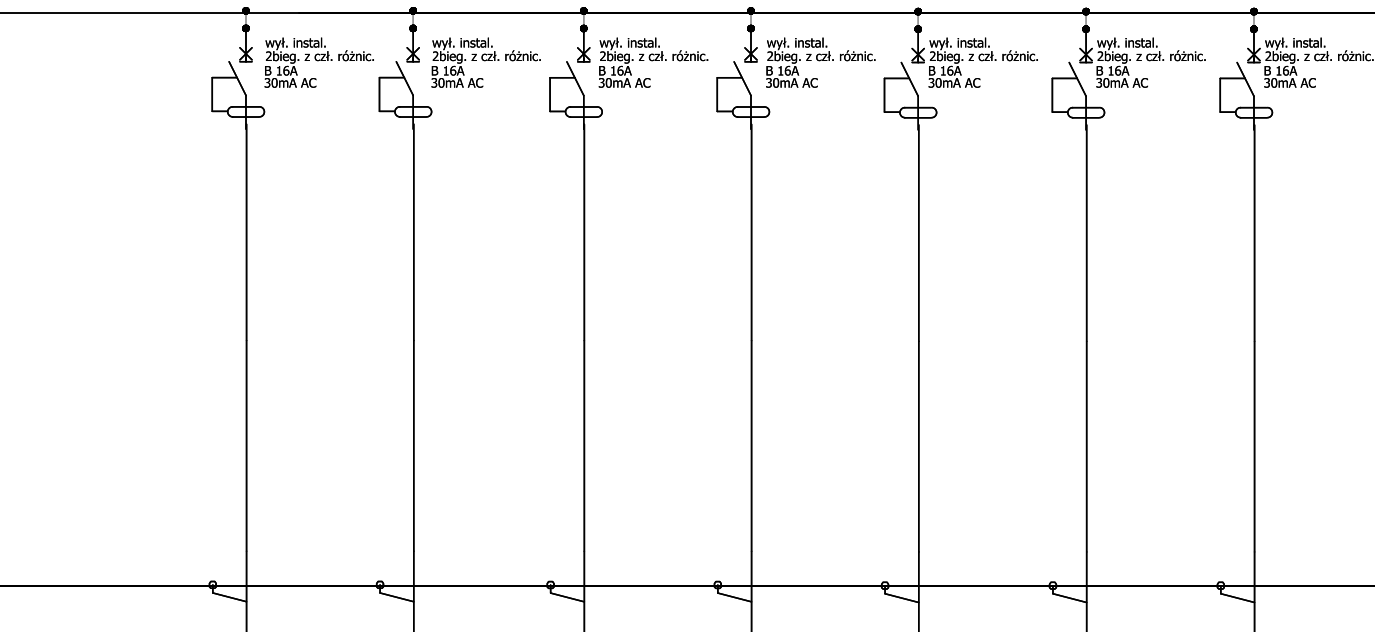 wył. instal.
2bieg. z czł. różnic.
B 16A
30mA AC
wył. instal.
2bieg. z czł. różnic.
B 16A
30mA AC
wył. instal.
2bieg. z czł. różnic.
B 16A
30mA AC
wył. instal.
2bieg. z czł. różnic.
B 16A
30mA AC
wył. instal.
2bieg. z czł. różnic.
B 16A
30mA AC
wył. instal.
2bieg. z czł. różnic.
B 16A
30mA AC
wył. instal.
2bieg. z czł. różnic.
B 16A
30mA AC